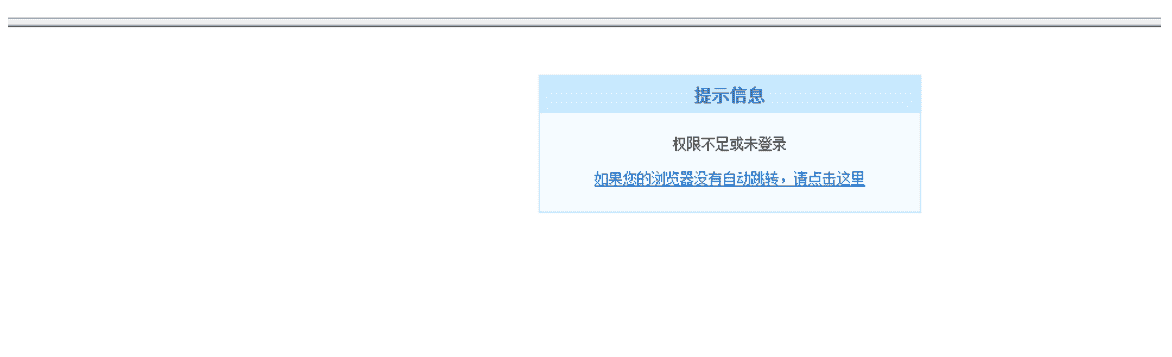 提示信息
权限不足或未登录
如果您的浏览器没有自动跳转，请点击这里